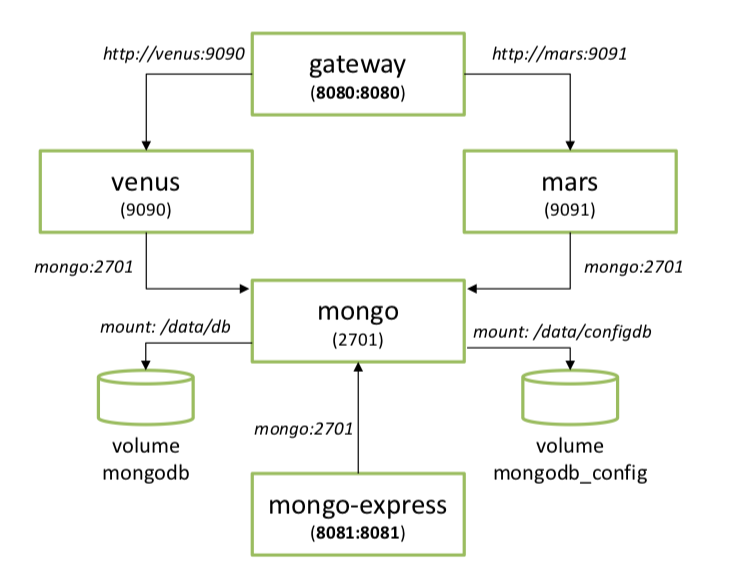 http://venus:9090
gateway
(8080:8080)
http://mars:9091
venus
(9090)
mars
(9091)
mongo:2701
mongo:2701
mongo
(2701)
mount: /data/db
mount: /data/configdb
volume
mongodb
volume
mongodb_config
mongo:2701
mongo-express
(8081:8081)